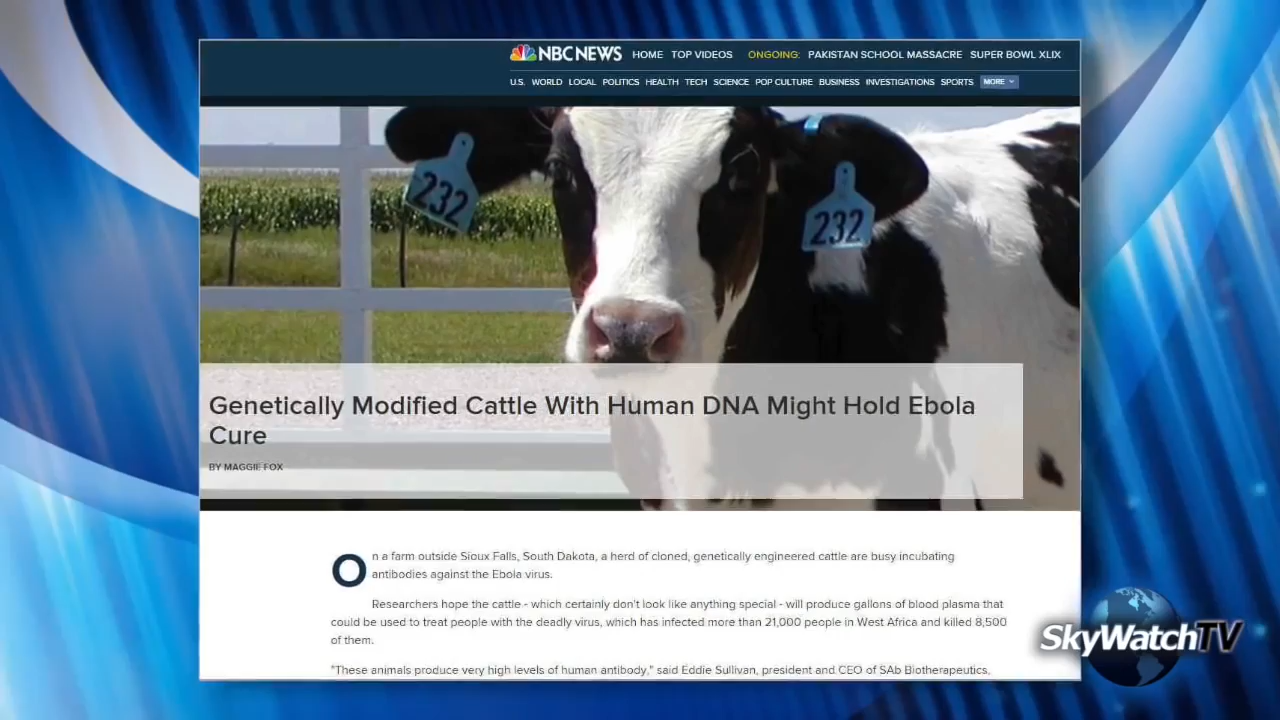 NBC NEWS HOME TOP VIDEOS ONGOING: PAKISTAN SCHOOL MASSACRE SUPER BOWL XLIX
U.S. WORLD LOCAL POLITICS HEALTH TECH SCIENCE POP CULTURE BUSINESS INVESTIGATIONS SPORTS MORE
232
232
Genetically Modified Cattle With Human DNA Might Hold Ebola
Cure
BY MAGGIE FOX
On a farm outside Sioux Falls, South Dakota, a herd of cloned, genetically engineered cattle are busy incubating
antibodies against the Ebola virus.
Researchers hope the cattle - which certainly don't look like anything special - will produce gallons of blood plasma that
could be used to treat people with the deadly virus, which has infected more than 21,000 people in West Africa and killed 8,500
of them.
"These animals produce very high levels of human antibody," said Eddie Sullivan, president and CEO of SAb Biotherapeutics,
SkyWatchTV